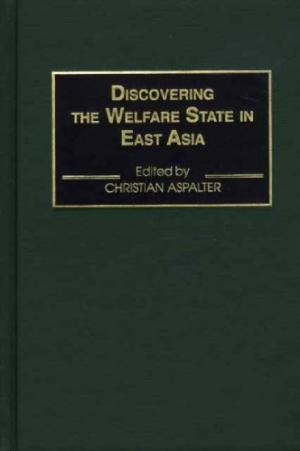 DISCOVERING
THE WELFARE STATE IN
EAST ASIA
Edited by
CHRISTIAN ASPALTER